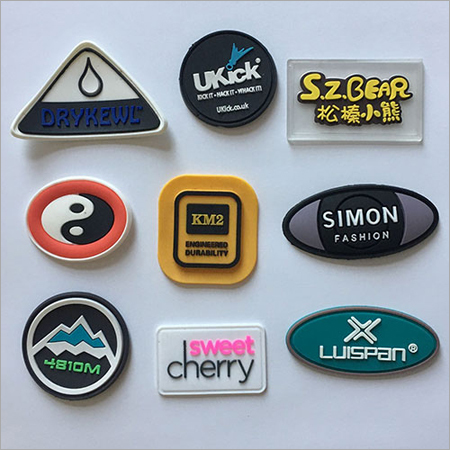 DRYKEWL™
UKick
KICK IT • HACK IT • WHACK IT!
UKick.co.uk
S.Z.BEAR
松榛小熊
KM2
ENGINEERED
DURABILITY
SIMON
FASHION
4810M
sweet
cherry
LUISPAN®